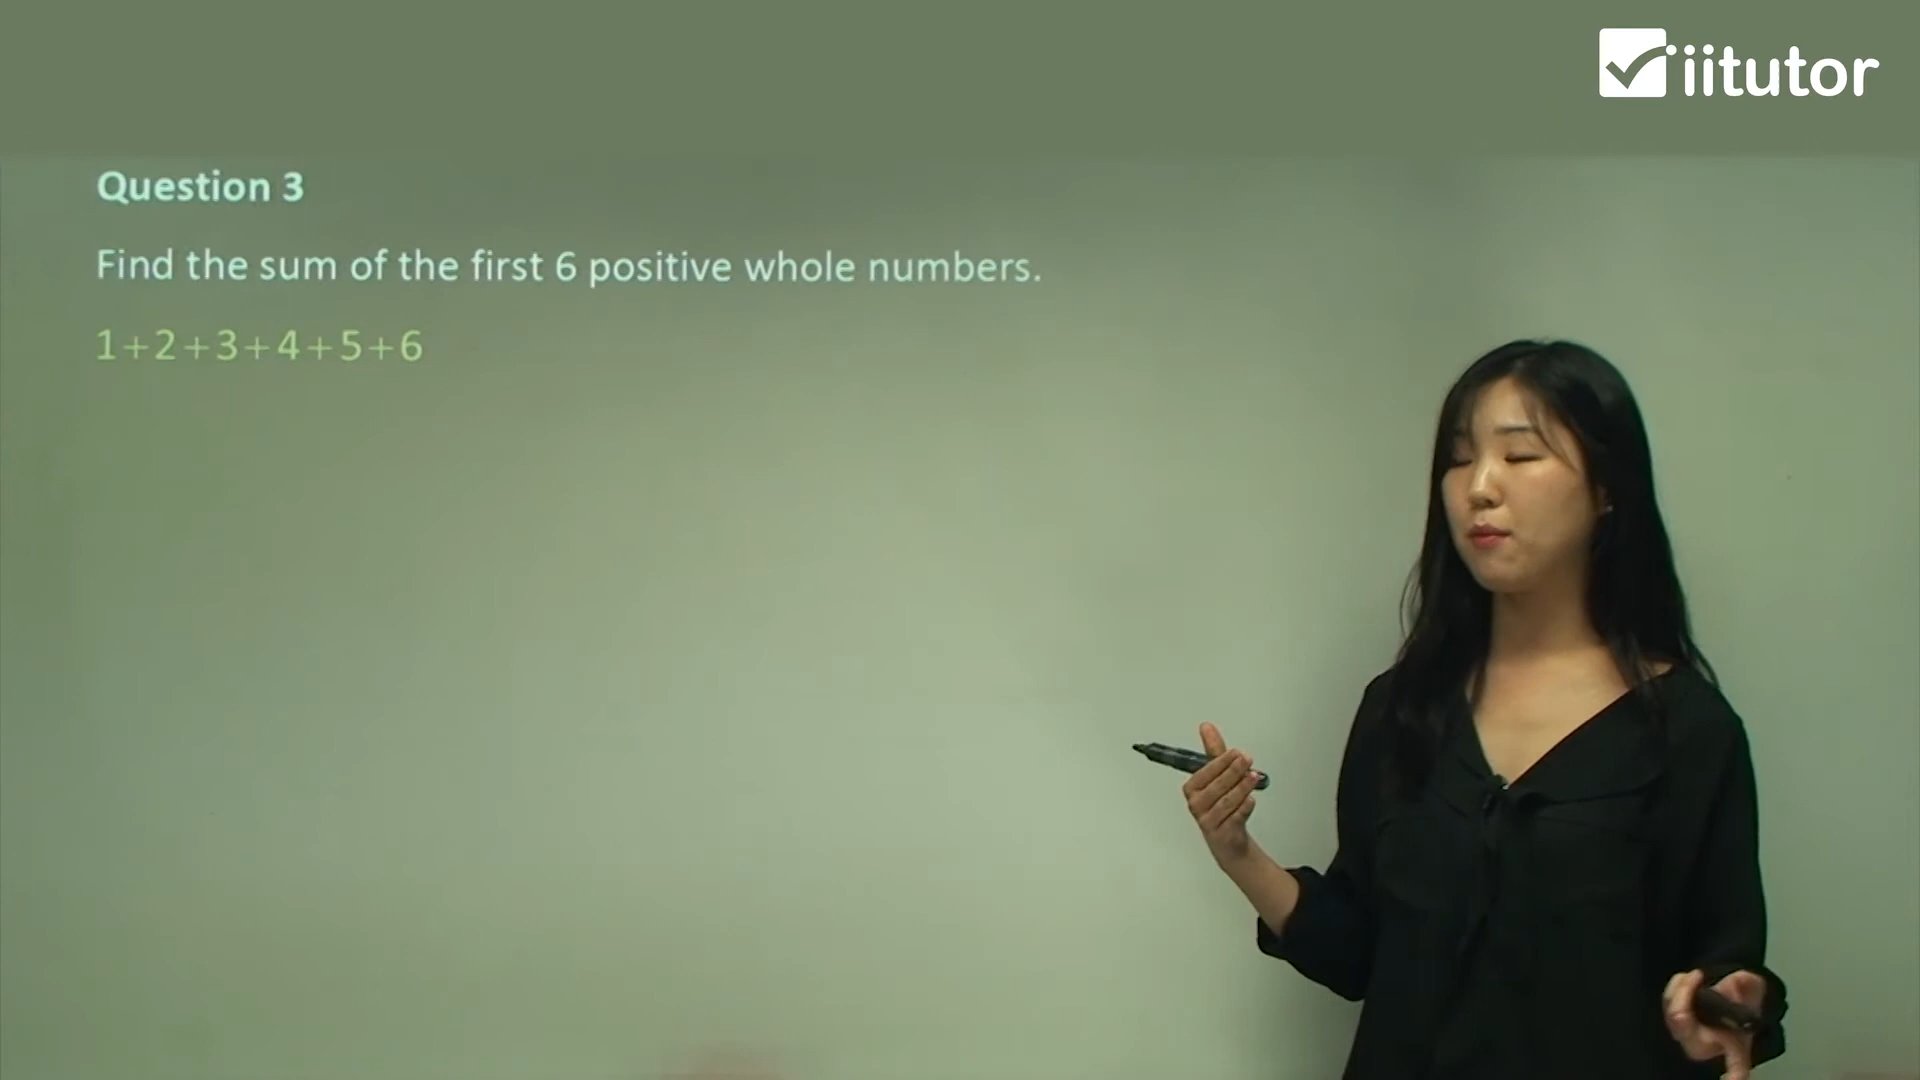 iitutor
Question 3
Find the sum of the first 6 positive whole numbers.
1+2+3+4+5+6